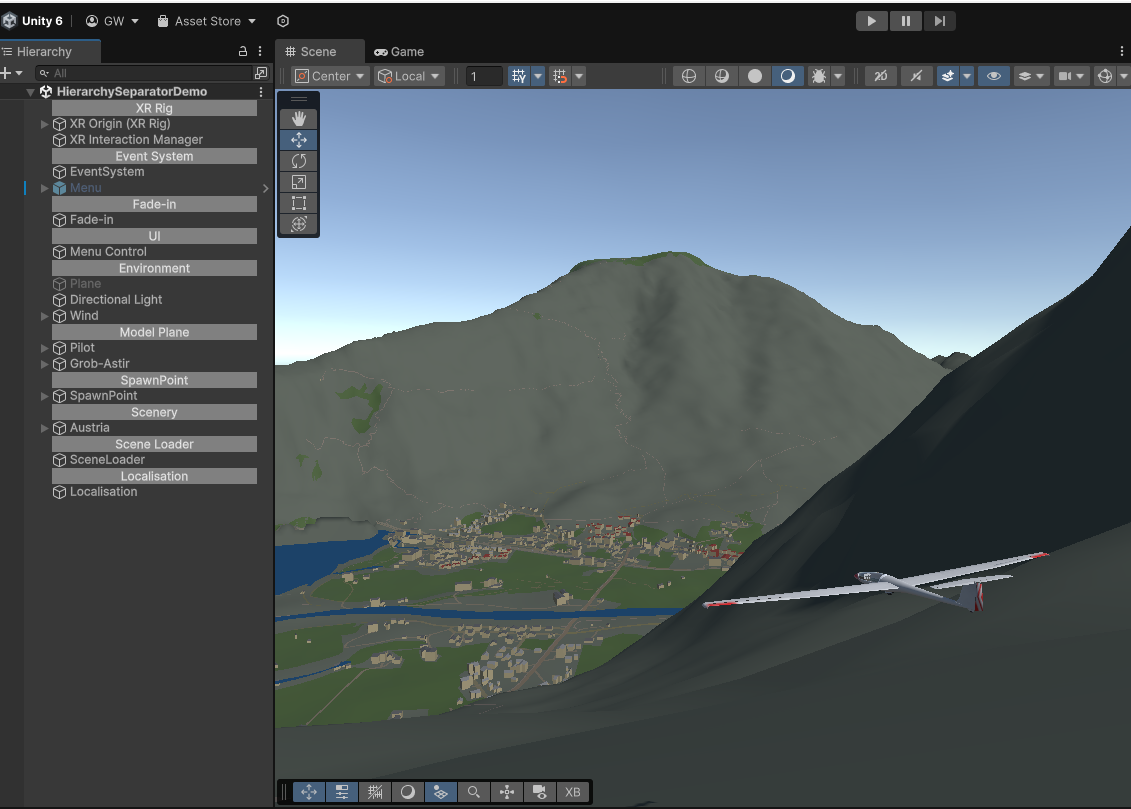 Unity 6 GW Asset Store
Hierarchy
Scene
Game
All
Center
Local
1
2D
HierarchySeparatorDemo
XR Rig
XR Origin (XR Rig)
XR Interaction Manager
Event System
EventSystem
Menu
Fade-in
Fade-in
UI
Menu Control
Environment
Plane
Directional Light
Wind
Model Plane
Pilot
Grob-Astir
SpawnPoint
SpawnPoint
Scenery
Austria
Scene Loader
SceneLoader
Localisation
Localisation
XB